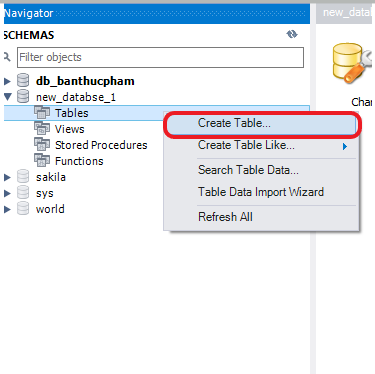 Navigator
new_datab
SCHEMAS
Filter objects
db_banthucpham
new_databse_1
Tables
Views
Stored Procedures
Functions
sakila
sys
world
Create Table...
Create Table Like...
Search Table Data...
Table Data Import Wizard
Refresh All
Char